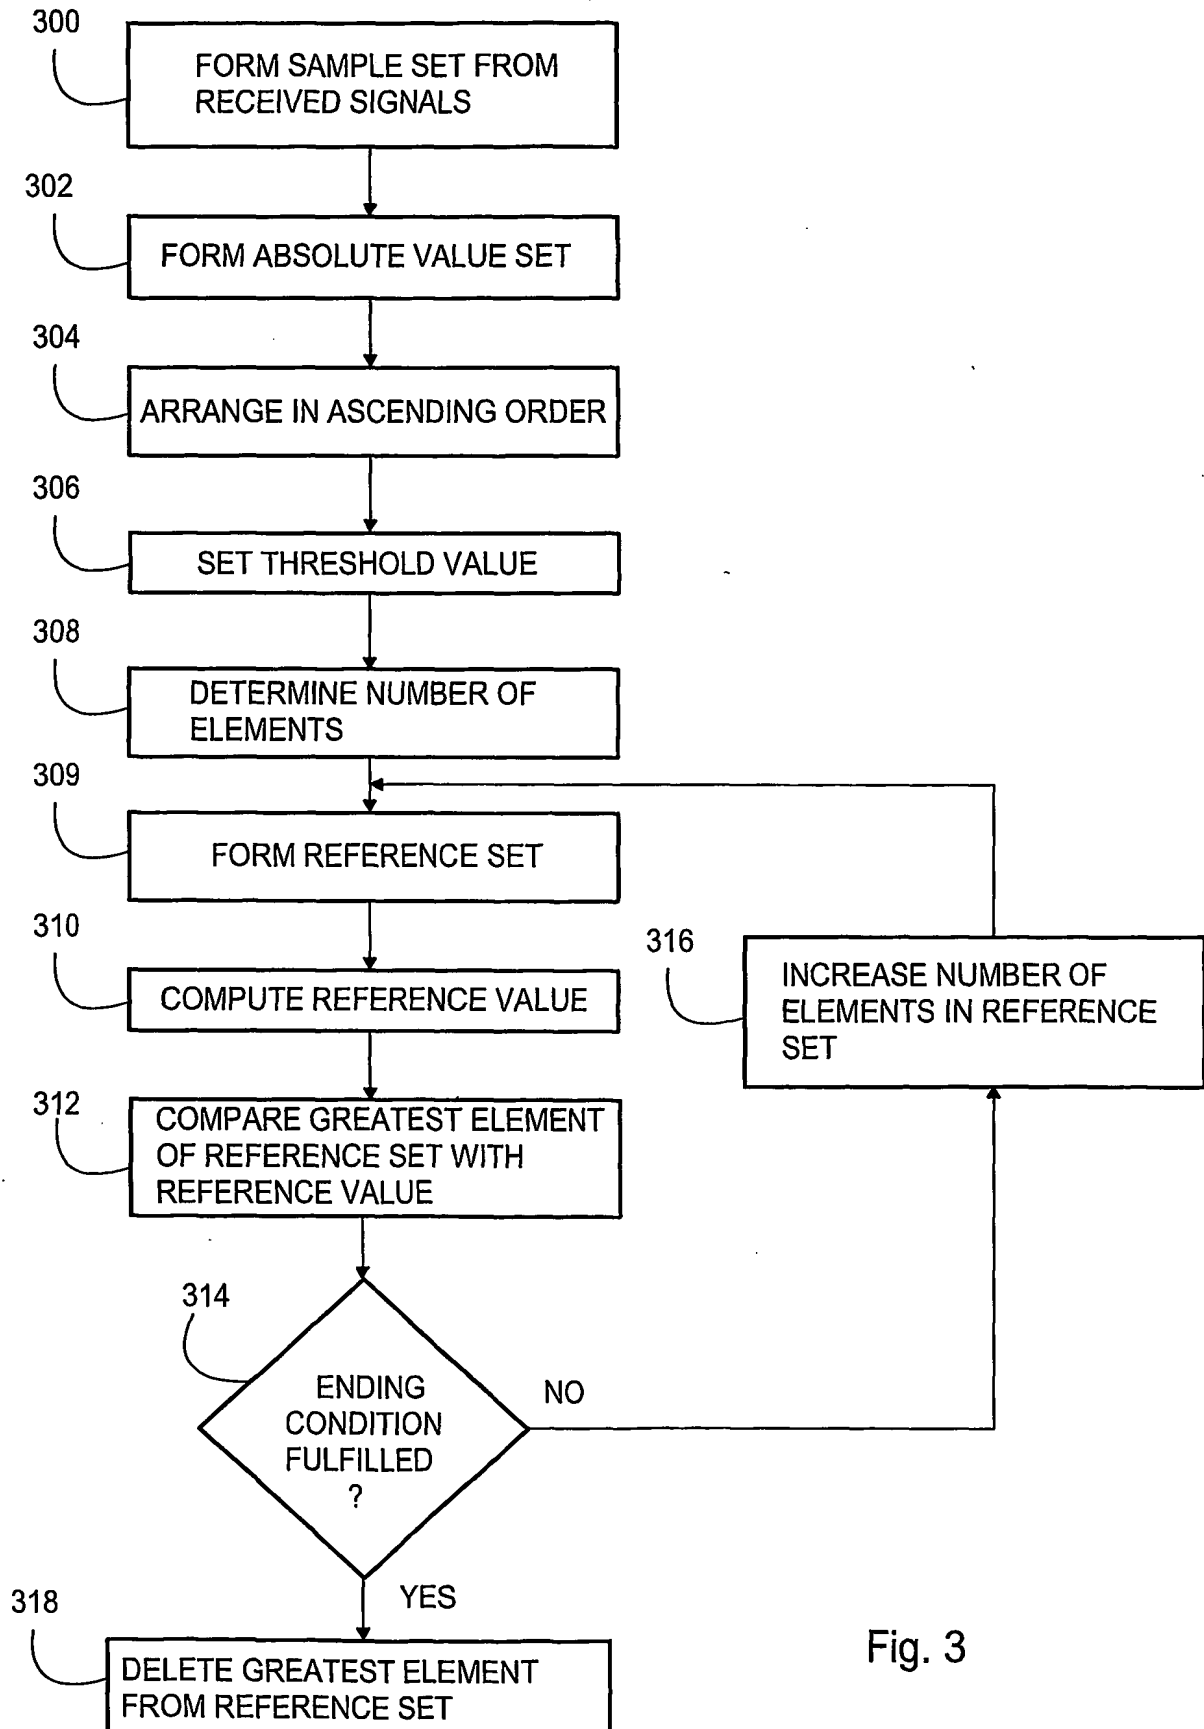 300
FORM SAMPLE SET FROM
RECEIVED SIGNALS
302
FORM ABSOLUTE VALUE SET
304
ARRANGE IN ASCENDING ORDER
306
SET THRESHOLD VALUE
308
DETERMINE NUMBER OF
ELEMENTS
309
FORM REFERENCE SET
310
COMPUTE REFERENCE VALUE
316
INCREASE NUMBER OF
ELEMENTS IN REFERENCE
SET
312
COMPARE GREATEST ELEMENT
OF REFERENCE SET WITH
REFERENCE VALUE
314
ENDING
CONDITION
FULFILLED
?
NO
YES
318
DELETE GREATEST ELEMENT
FROM REFERENCE SET
Fig. 3